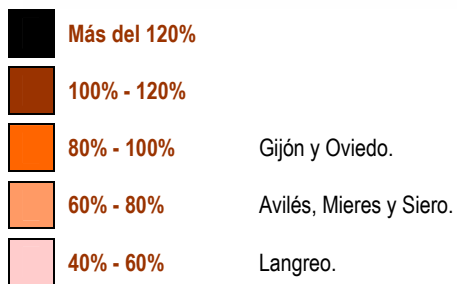 Más del 120%
100% - 120%
80% - 100% Gijón y Oviedo.
60% - 80% Avilés, Mieres y Siero.
40% - 60% Langreo.